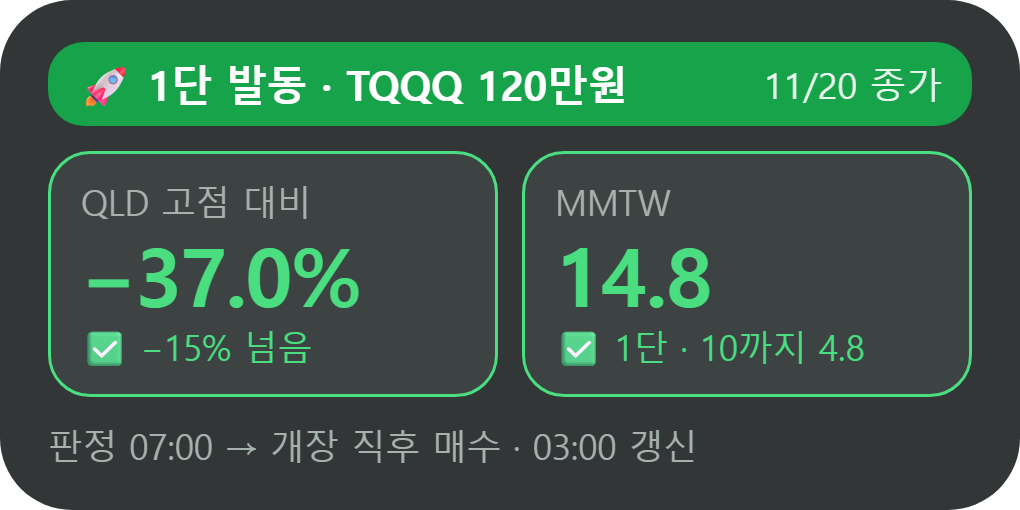 🚀 1단 발동 · TQQQ 120만원 11/20 종가
QLD 고점 대비
−37.0%
✅ −15% 넘음
MMTW
14.8
✅ 1단 · 10까지 4.8
판정 07:00 → 개장 직후 매수 · 03:00 갱신